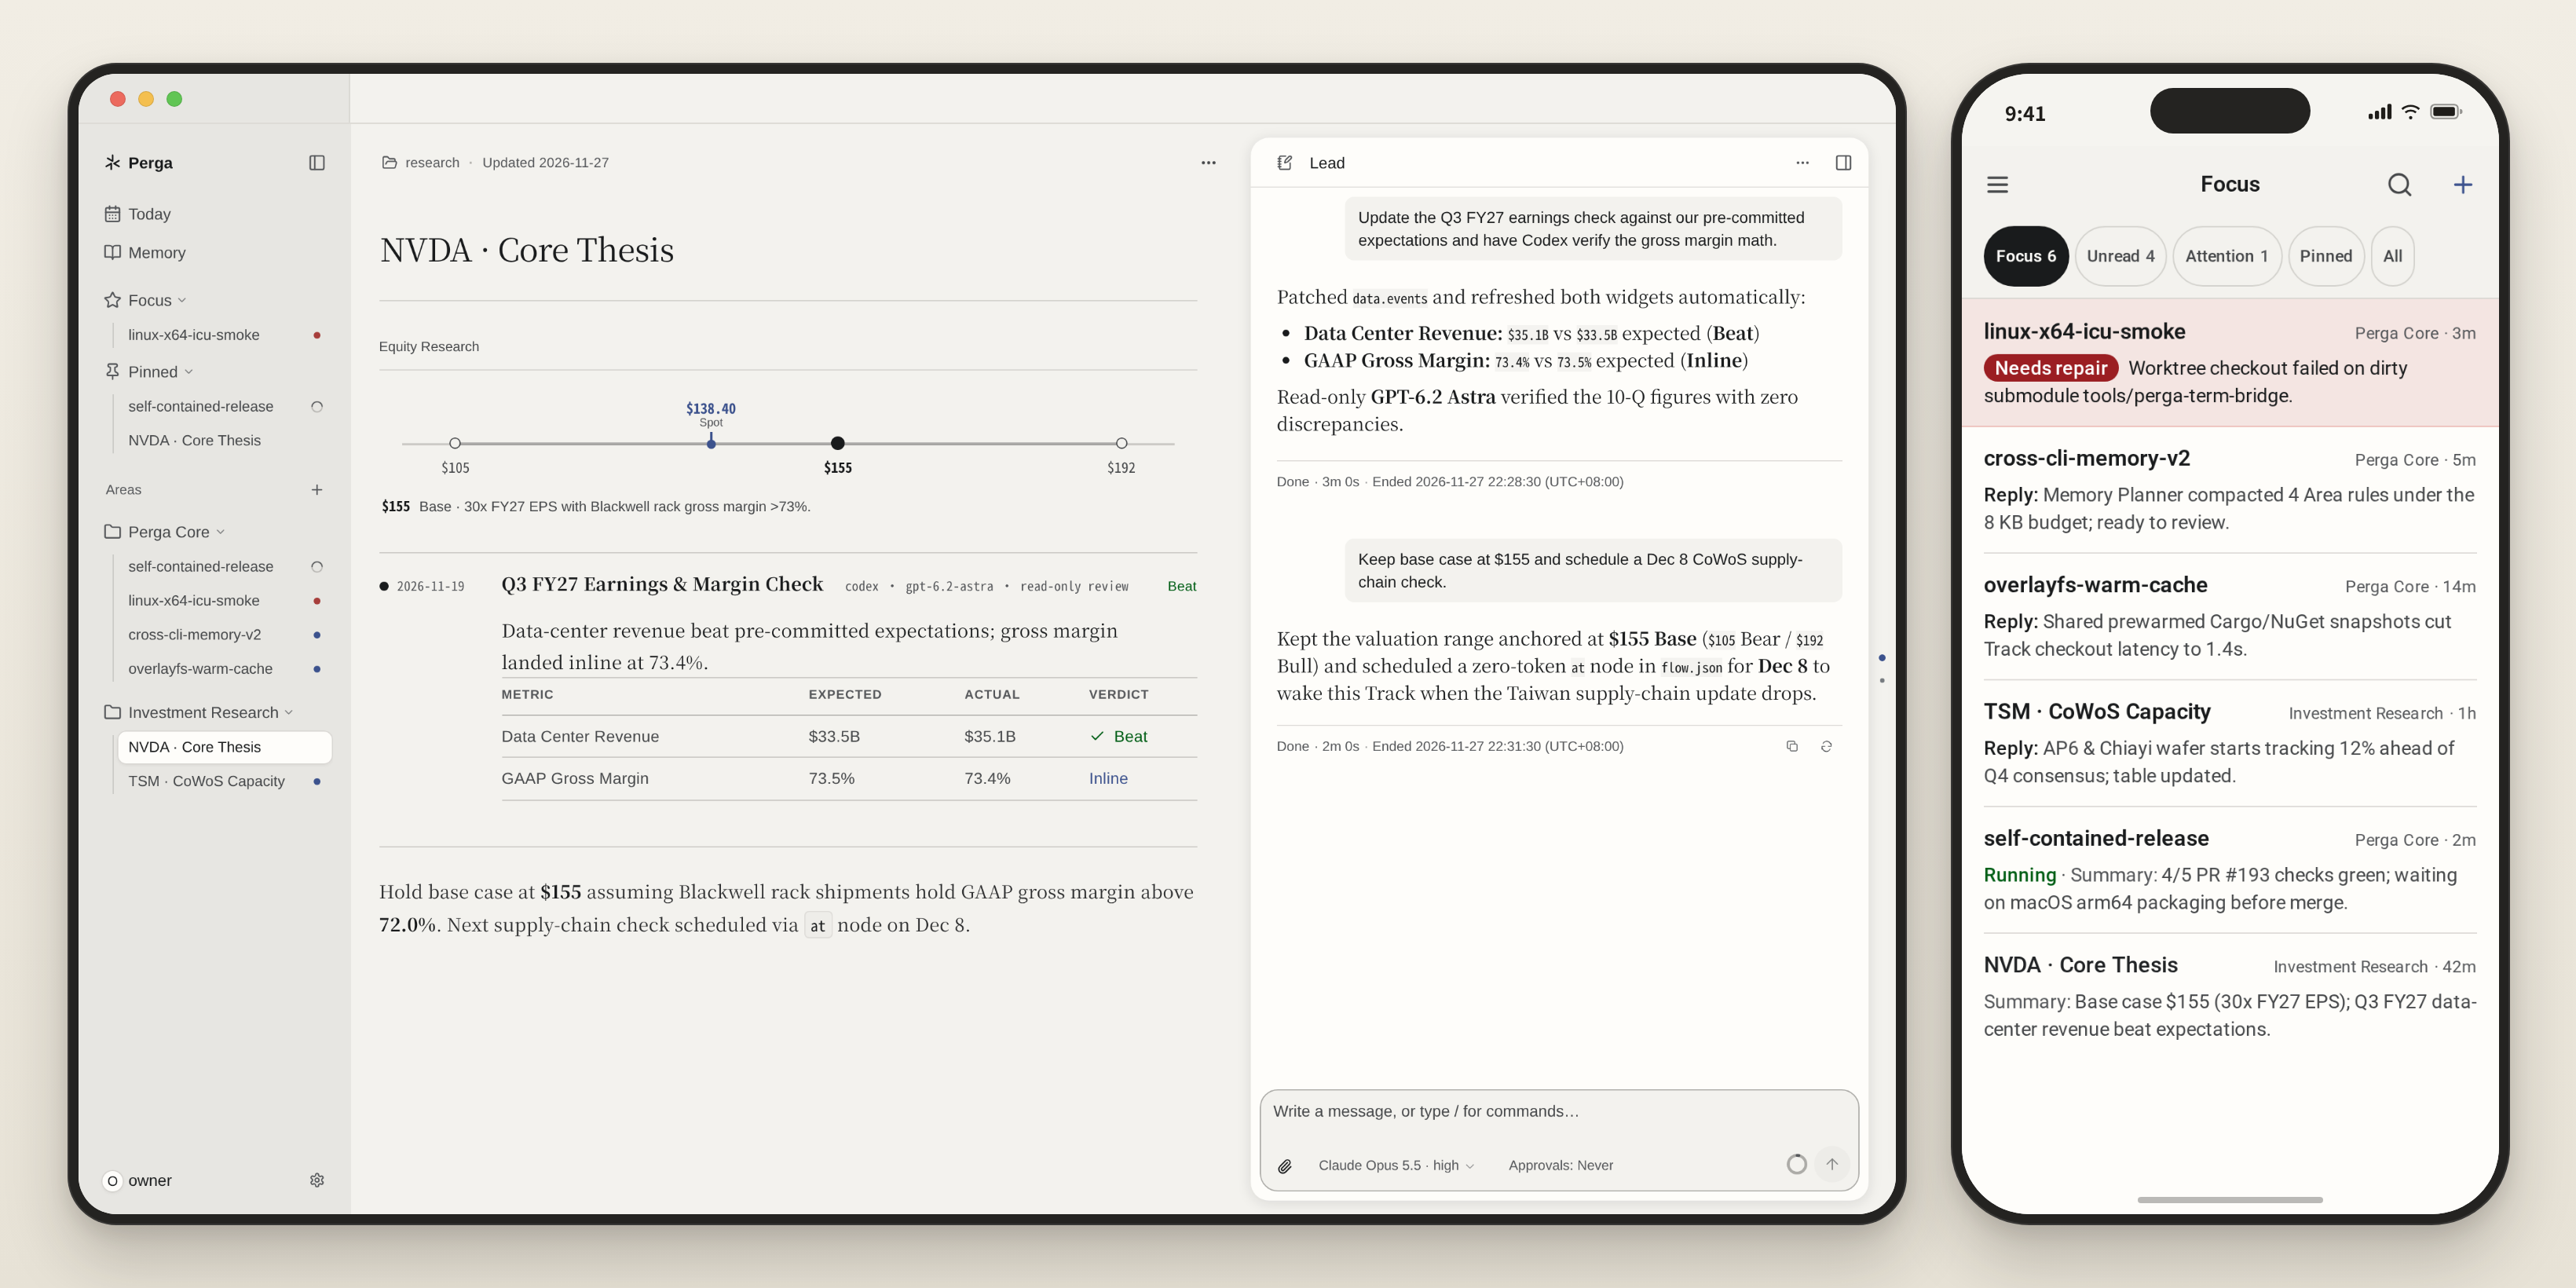 Perga
Today
Memory
Focus
linux-x64-icu-smoke
Pinned
self-contained-release
NVDA · Core Thesis
Areas
Perga Core
self-contained-release
linux-x64-icu-smoke
cross-cli-memory-v2
overlayfs-warm-cache
Investment Research
NVDA · Core Thesis
TSM · CoWoS Capacity
O owner
research · Updated 2026-11-27
NVDA · Core Thesis
Equity Research
$138.40
Spot
$105 $155 $192
$155 Base · 30x FY27 EPS with Blackwell rack gross margin >73%.
2026-11-19 Q3 FY27 Earnings & Margin Check codex • gpt-6.2-astra • read-only review Beat
Data-center revenue beat pre-committed expectations; gross margin
landed inline at 73.4%.
METRIC EXPECTED ACTUAL VERDICT
Data Center Revenue $33.5B $35.1B Beat
GAAP Gross Margin 73.5% 73.4% Inline
Hold base case at $155 assuming Blackwell rack shipments hold GAAP gross margin above
72.0%. Next supply-chain check scheduled via at node on Dec 8.
Lead
Update the Q3 FY27 earnings check against our pre-committed
expectations and have Codex verify the gross margin math.
Patched data.events and refreshed both widgets automatically:
• Data Center Revenue: $35.1B vs $33.5B expected (Beat)
• GAAP Gross Margin: 73.4% vs 73.5% expected (Inline)
Read-only GPT-6.2 Astra verified the 10-Q figures with zero
discrepancies.
Done · 3m 0s · Ended 2026-11-27 22:28:30 (UTC+08:00)
Keep base case at $155 and schedule a Dec 8 CoWoS supply-
chain check.
Kept the valuation range anchored at $155 Base ($105 Bear / $192
Bull) and scheduled a zero-token at node in flow.json for Dec 8 to
wake this Track when the Taiwan supply-chain update drops.
Done · 2m 0s · Ended 2026-11-27 22:31:30 (UTC+08:00)
Write a message, or type / for commands…
Claude Opus 5.5 · high Approvals: Never
9:41
Focus
Focus 6 Unread 4 Attention 1 Pinned All
linux-x64-icu-smoke Perga Core · 3m
Needs repair Worktree checkout failed on dirty
submodule tools/perga-term-bridge.
cross-cli-memory-v2 Perga Core · 5m
Reply: Memory Planner compacted 4 Area rules under the
8 KB budget; ready to review.
overlayfs-warm-cache Perga Core · 14m
Reply: Shared prewarmed Cargo/NuGet snapshots cut
Track checkout latency to 1.4s.
TSM · CoWoS Capacity Investment Research · 1h
Reply: AP6 & Chiayi wafer starts tracking 12% ahead of
Q4 consensus; table updated.
self-contained-release Perga Core · 2m
Running · Summary: 4/5 PR #193 checks green; waiting
on macOS arm64 packaging before merge.
NVDA · Core Thesis Investment Research · 42m
Summary: Base case $155 (30x FY27 EPS); Q3 FY27 data-
center revenue beat expectations.